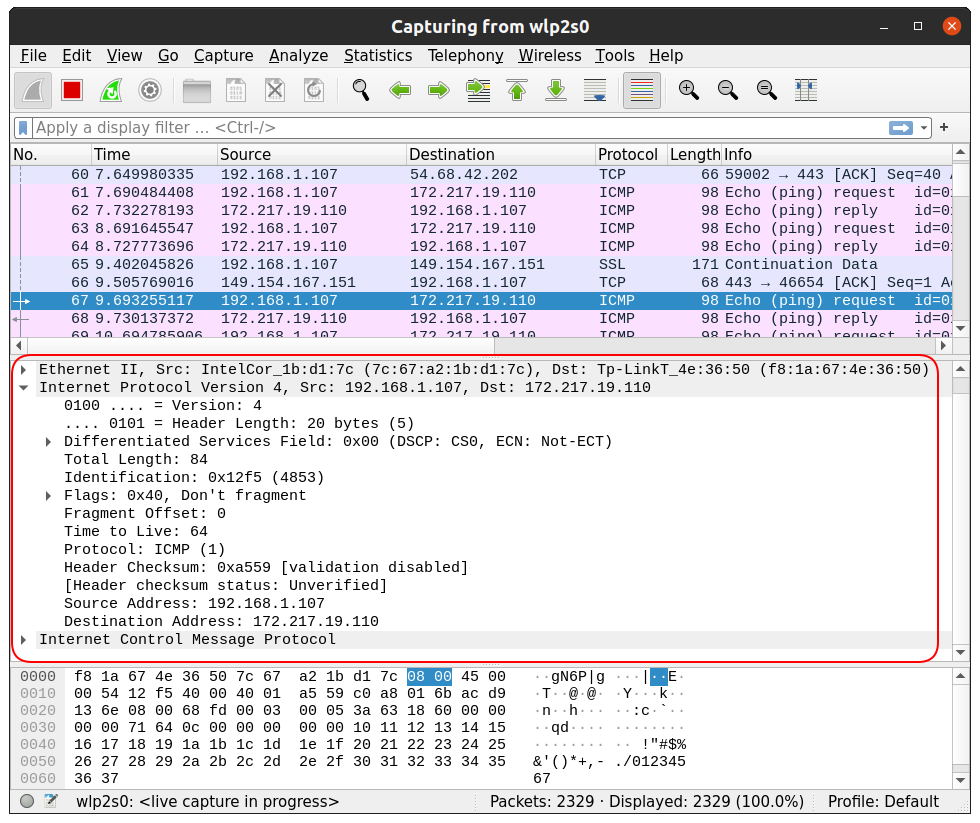 Capturing from wlp2s0
File Edit View Go Capture Analyze Statistics Telephony Wireless Tools Help
Apply a display filter ... <Ctrl-/>
No. Time Source Destination Protocol Length Info
60 7.649980335 192.168.1.107 54.68.42.202 TCP 66 59002 → 443 [ACK] Seq=40
61 7.690484408 192.168.1.107 172.217.19.110 ICMP 98 Echo (ping) request id=0
62 7.732278193 172.217.19.110 192.168.1.107 ICMP 98 Echo (ping) reply id=0
63 8.691645547 192.168.1.107 172.217.19.110 ICMP 98 Echo (ping) request id=0
64 8.727773696 172.217.19.110 192.168.1.107 ICMP 98 Echo (ping) reply id=0
65 9.402045826 192.168.1.107 149.154.167.151 SSL 171 Continuation Data
66 9.505769016 149.154.167.151 192.168.1.107 TCP 68 443 → 46654 [ACK] Seq=1 A
67 9.693255117 192.168.1.107 172.217.19.110 ICMP 98 Echo (ping) request id=0
68 9.730137372 172.217.19.110 192.168.1.107 ICMP 98 Echo (ping) reply id=0
69 10.694785906 192.168.1.107 172.217.19.110 ICMP 98 Echo (ping) request id=0
Ethernet II, Src: IntelCor_1b:d1:7c (7c:67:a2:1b:d1:7c), Dst: Tp-LinkT_4e:36:50 (f8:1a:67:4e:36:50)
Internet Protocol Version 4, Src: 192.168.1.107, Dst: 172.217.19.110
0100 .... = Version: 4
.... 0101 = Header Length: 20 bytes (5)
Differentiated Services Field: 0x00 (DSCP: CS0, ECN: Not-ECT)
Total Length: 84
Identification: 0x12f5 (4853)
Flags: 0x40, Don't fragment
Fragment Offset: 0
Time to Live: 64
Protocol: ICMP (1)
Header Checksum: 0xa559 [validation disabled]
[Header checksum status: Unverified]
Source Address: 192.168.1.107
Destination Address: 172.217.19.110
Internet Control Message Protocol
0000 f8 1a 67 4e 36 50 7c 67 a2 1b d1 7c 08 00 45 00 ··gN6P|g ···|··E·
0010 00 54 12 f5 40 00 40 01 a5 59 c0 a8 01 6b ac d9 ·T··@·@· ·Y···k··
0020 13 6e 08 00 68 fd 00 03 00 05 3a 63 18 60 00 00 ·n··h··· ··:c·`··
0030 00 00 71 64 0c 00 00 00 00 00 10 11 12 13 14 15 ··qd···· ········
0040 16 17 18 19 1a 1b 1c 1d 1e 1f 20 21 22 23 24 25 ········ ·· !"#$%
0050 26 27 28 29 2a 2b 2c 2d 2e 2f 30 31 32 33 34 35 &'()*+,- ./012345
0060 36 37 67
wlp2s0: <live capture in progress> Packets: 2329 · Displayed: 2329 (100.0%) Profile: Default